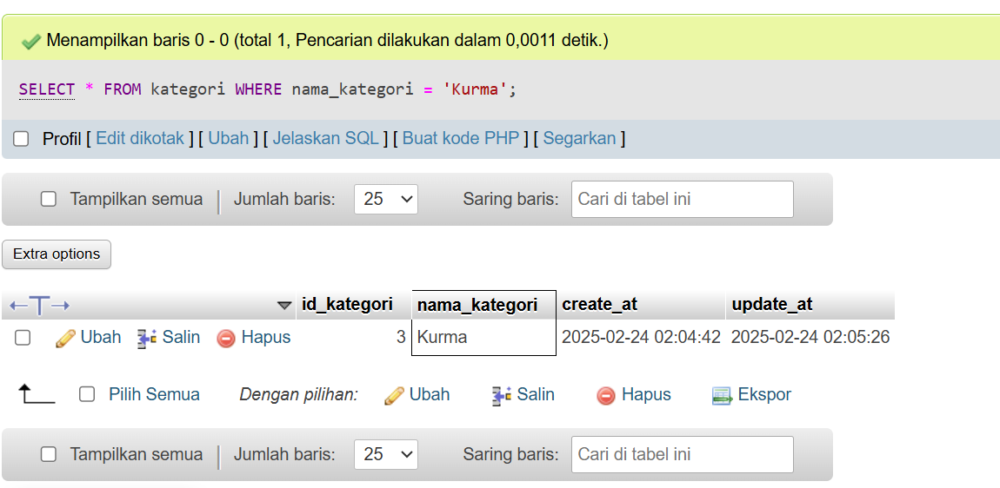 Menampilkan baris 0 - 0 (total 1, Pencarian dilakukan dalam 0,0011 detik.)
SELECT * FROM kategori WHERE nama_kategori = 'Kurma';
Profil [ Edit dikotak ] [ Ubah ] [ Jelaskan SQL ] [ Buat kode PHP ] [ Segarkan ]
Tampilkan semua | Jumlah baris: 25 Saring baris: Cari di tabel ini
Extra options
←T→ id_kategori nama_kategori create_at update_at
Ubah Salin Hapus 3 Kurma 2025-02-24 02:04:42 2025-02-24 02:05:26
Pilih Semua Dengan pilihan: Ubah Salin Hapus Ekspor
Tampilkan semua | Jumlah baris: 25 Saring baris: Cari di tabel ini